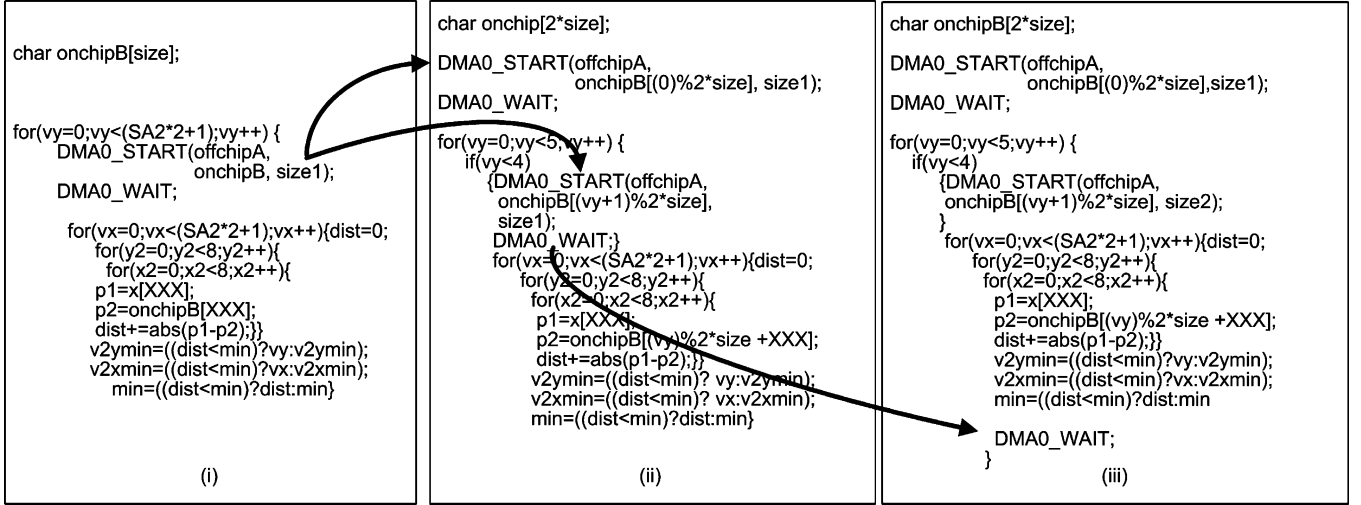 char onchipB[size];
for(vy=0;vy<(SA2*2+1);vy++) {
DMA0_START(offchipA,
onchipB, size1);
DMA0_WAIT;
for(vx=0;vx<(SA2*2+1);vx++){dist=0;
for(y2=0;y2<8;y2++){
for(x2=0;x2<8;x2++){
p1=x[XXX];
p2=onchipB[XXX];
dist+=abs(p1-p2);}}
v2ymin=((dist<min)?vy:v2ymin);
v2xmin=((dist<min)?vx:v2xmin);
min=((dist<min)?dist:min}
(i)
char onchip[2*size];
DMA0_START(offchipA,
onchipB[(0)%2*size], size1);
DMA0_WAIT;
for(vy=0;vy<5;vy++) {
if(vy<4)
{DMA0_START(offchipA,
onchipB[(vy+1)%2*size],
size1);
DMA0_WAIT;}
for(vx=0;vx<(SA2*2+1);vx++){dist=0;
for(y2=0;y2<8;y2++){
for(x2=0;x2<8;x2++){
p1=x[XXX];
p2=onchipB[(vy)%2*size +XXX];
dist+=abs(p1-p2);}}
v2ymin=((dist<min)? vy:v2ymin);
v2xmin=((dist<min)? vx:v2xmin);
min=((dist<min)?dist:min}
(ii)
char onchipB[2*size];
DMA0_START(offchipA,
onchipB[(0)%2*size],size1);
DMA0_WAIT;
for(vy=0;vy<5;vy++) {
if(vy<4)
{DMA0_START(offchipA,
onchipB[(vy+1)%2*size], size2);
}
for(vx=0;vx<(SA2*2+1);vx++){dist=0;
for(y2=0;y2<8;y2++){
for(x2=0;x2<8;x2++){
p1=x[XXX];
p2=onchipB[(vy)%2*size +XXX];
dist+=abs(p1-p2);}}
v2ymin=((dist<min)?vy:v2ymin);
v2xmin=((dist<min)?vx:v2xmin);
min=((dist<min)?dist:min
DMA0_WAIT;
}
(iii)